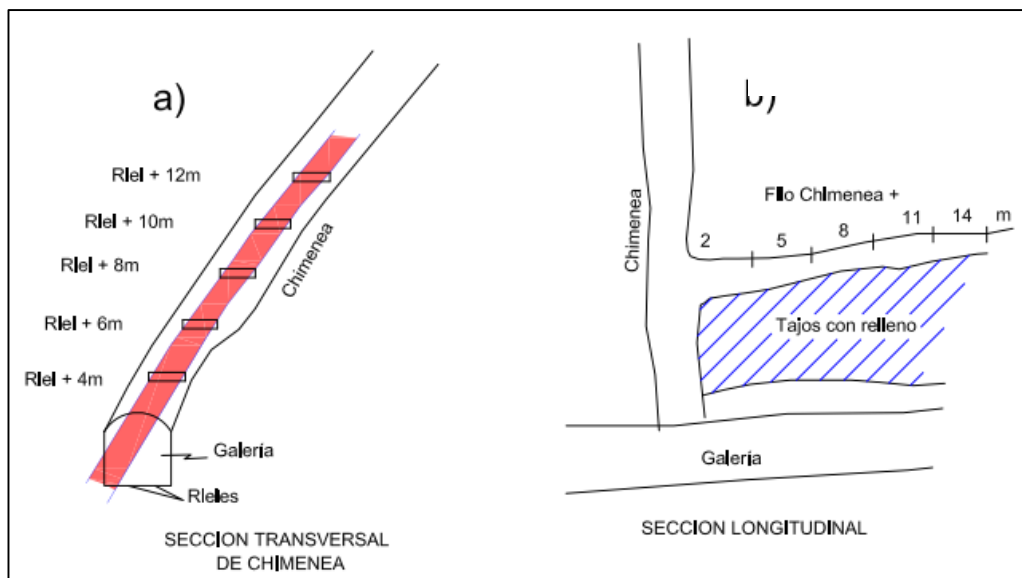 a)
Riel + 12m
Riel + 10m
Riel + 8m
Riel + 6m
Riel + 4m
Chimenea
Galería
Rieles
SECCION TRANSVERSAL
DE CHIMENEA
b)
Chimenea
Filo Chimenea +
2 5 8 11 14 m
Tajos con relleno
Galería
SECCION LONGITUDINAL